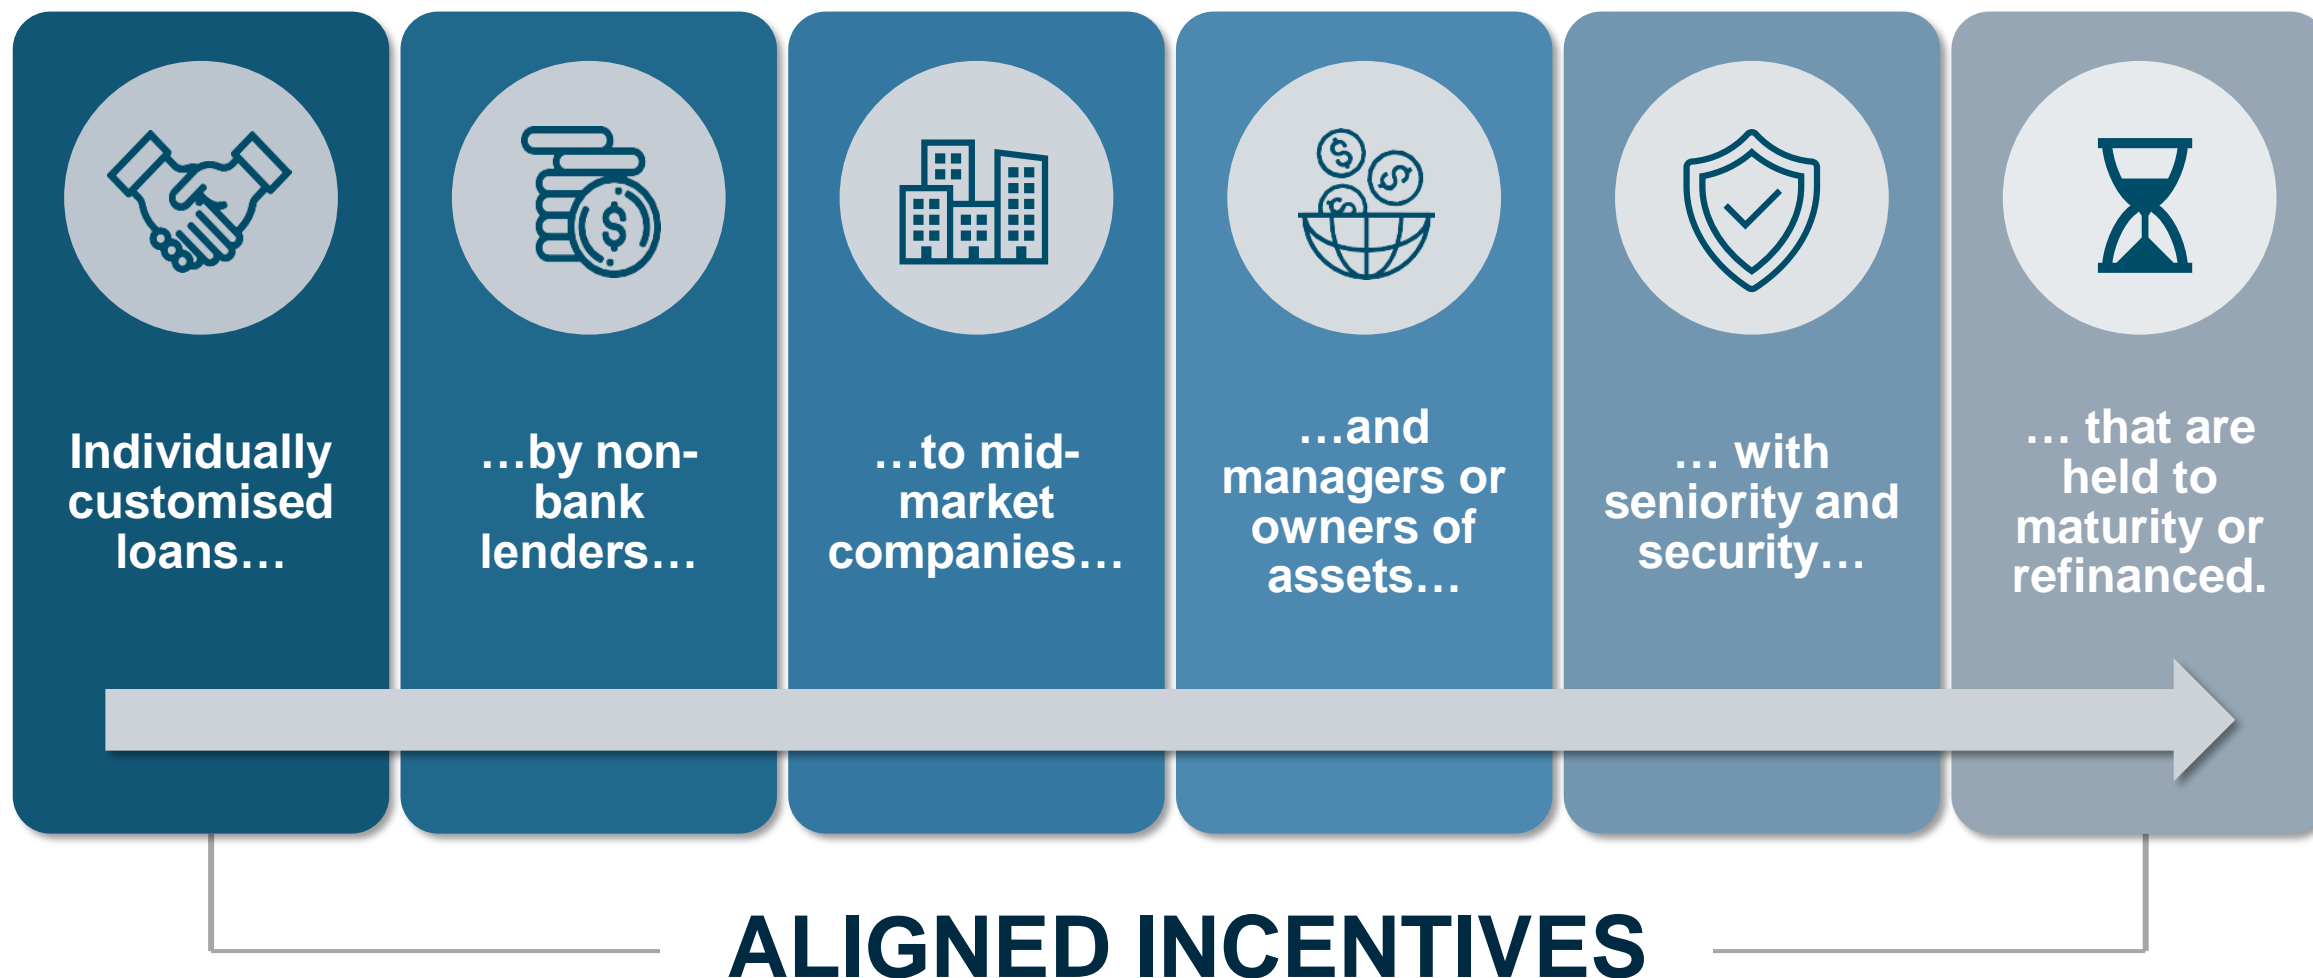 Individually
customised
loans…
…by non-
bank
lenders…
…to mid-
market
companies…
…and
managers or
owners of
assets…
… with
seniority and
security…
… that are
held to
maturity or
refinanced.
ALIGNED INCENTIVES